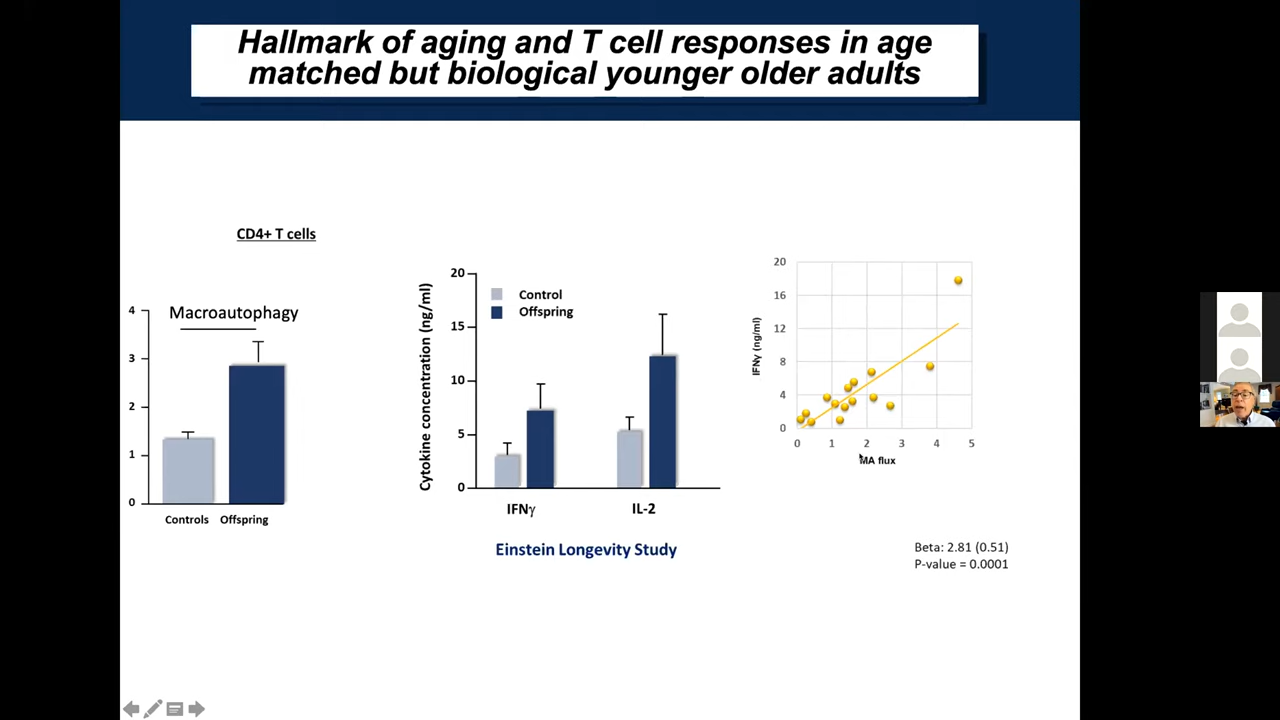 Hallmark of aging and T cell responses in age
matched but biological younger older adults
CD4+ T cells
Macroautophagy
4
3
2
1
0
Controls Offspring
Cytokine concentration (ng/ml)
20
15
10
5
0
Control
Offspring
IFNγ IL-2
Einstein Longevity Study
IFNγ (ng/ml)
20
16
12
8
4
0
0 1 2 3 4 5
MA flux
Beta: 2.81 (0.51)
P-value = 0.0001